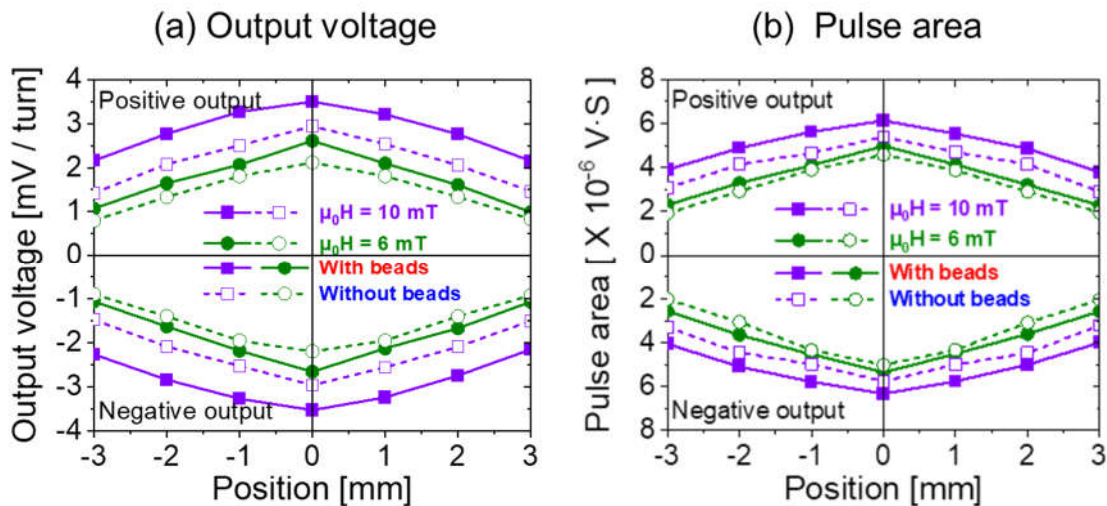 (a) Output voltage
Output voltage [mV / turn]
4
3
2
1
0
-1
-2
-3
-4
Positive output
μ₀H = 10 mT
μ₀H = 6 mT
With beads
Without beads
Negative output
-3 -2 -1 0 1 2 3
Position [mm]
(b) Pulse area
Pulse area [ X 10⁻⁶ V·S ]
8
6
4
2
0
2
4
6
8
Positive output
μ₀H = 10 mT
μ₀H = 6 mT
With beads
Without beads
Negative output
-3 -2 -1 0 1 2 3
Position [mm]